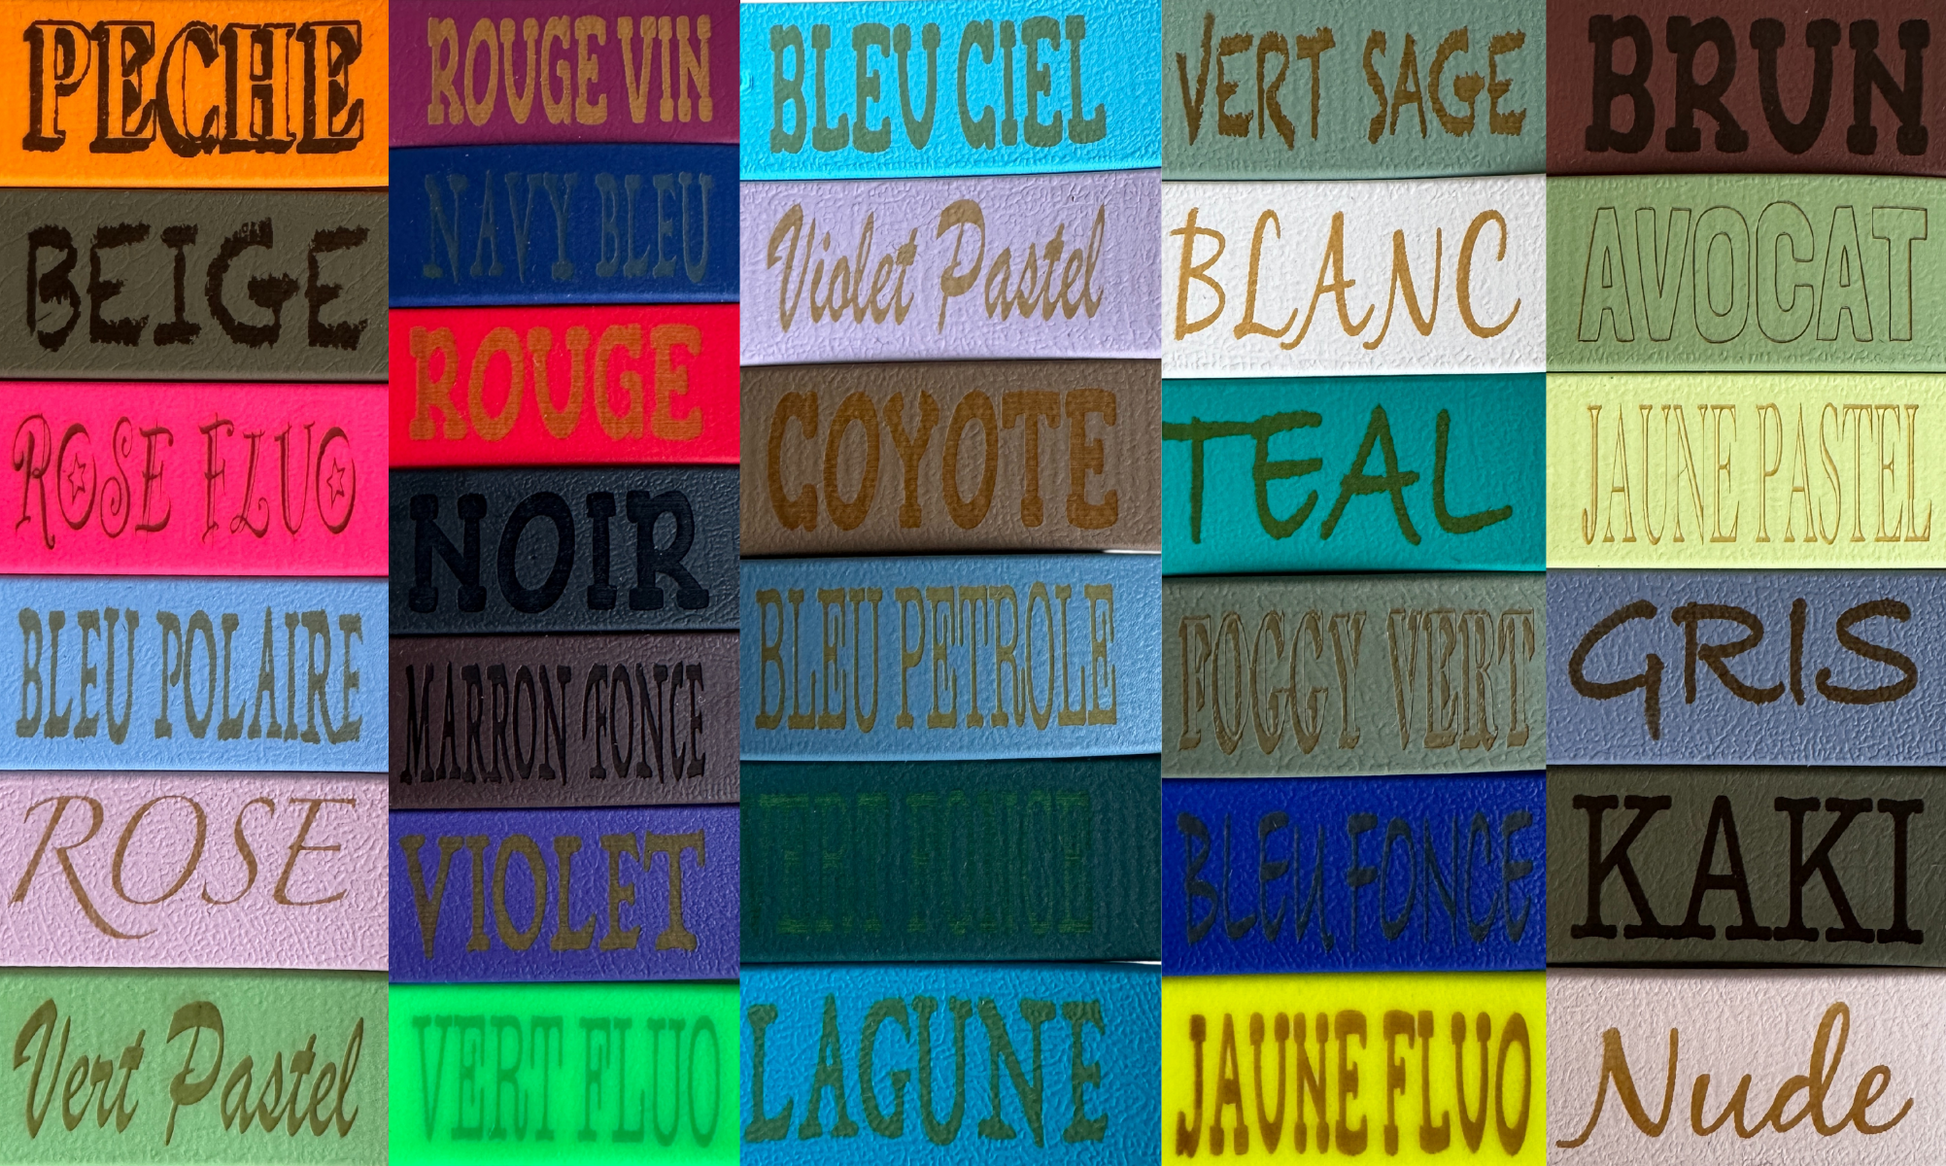 PECHE
BEIGE
ROSE FLUO
BLEU POLAIRE
ROSE
Vert Pastel
ROUGE VIN
NAVY BLEU
ROUGE
NOIR
MARRON FONCE
VIOLET
VERT FLUO
BLEU CIEL
Violet Pastel
COYOTE
BLEU PETROLE
VERT FONCE
LAGUNE
VERT SAGE
BLANC
TEAL
FOGGY VERT
BLEU FONCE
JAUNE FLUO
BRUN
AVOCAT
JAUNE PASTEL
GRIS
KAKI
Nude